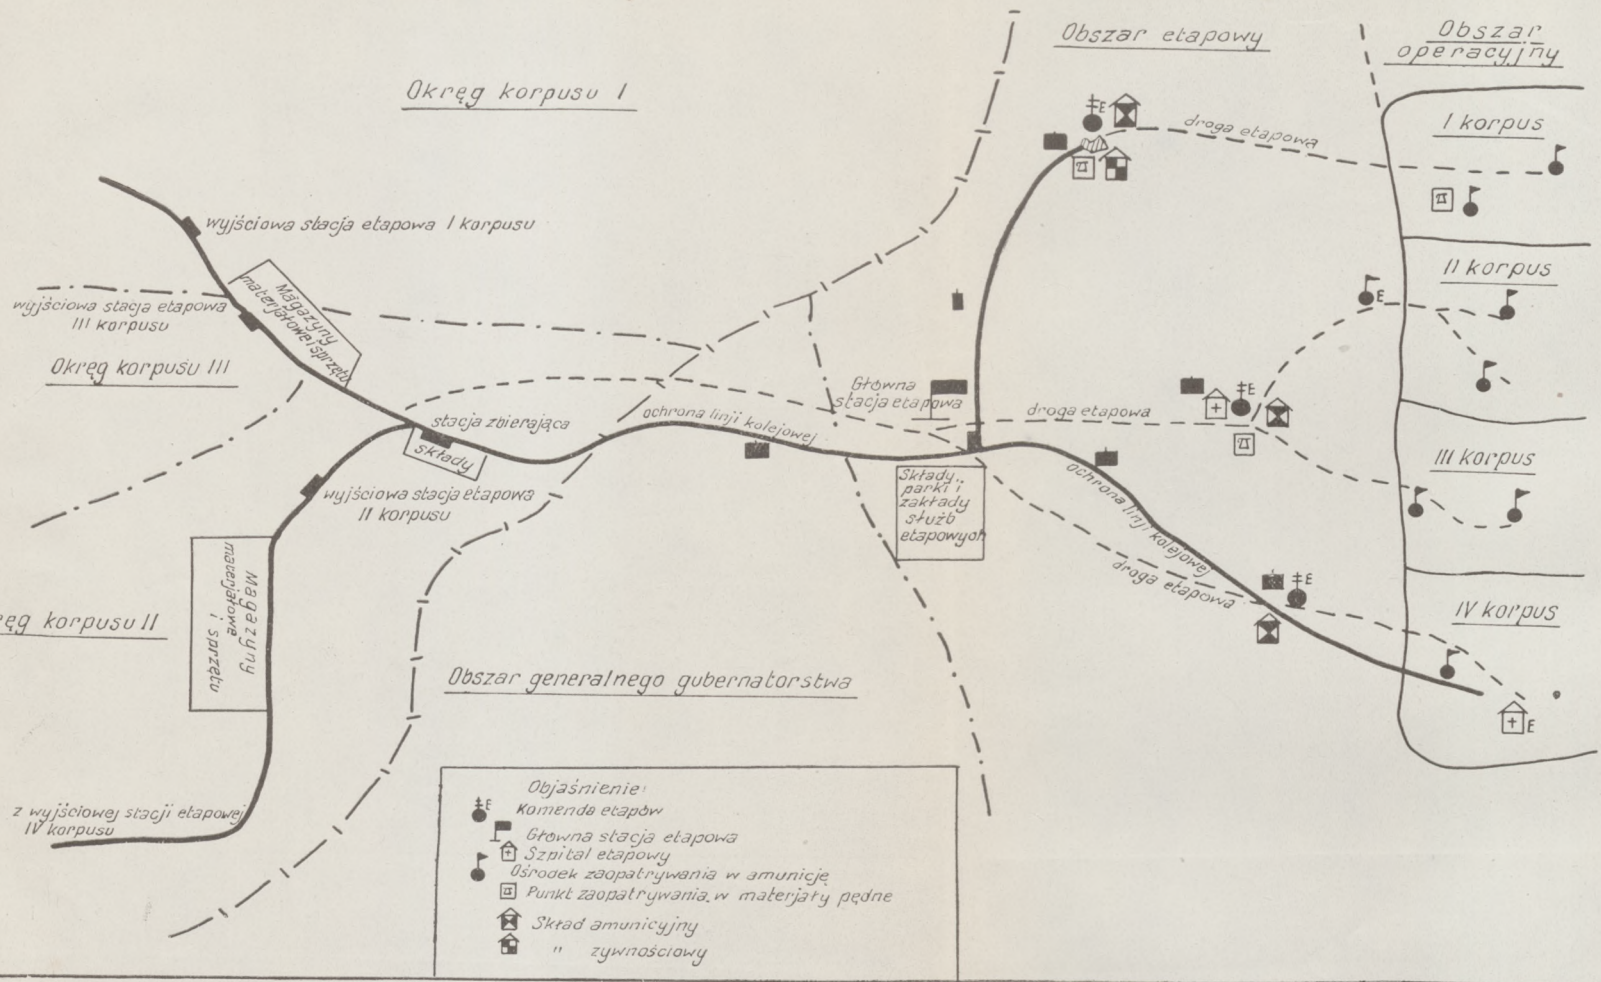 Obszar etapowy
Obszar
operacyjny
Okręg korpusu I
I korpus
droga etapowa
wyjściowa stacja etapowa I korpusu
II korpus
Magazyny
materjałowe i sprzętu
wyjściowa stacja etapowa
III korpusu
Okręg korpusu III
E
E
Główna
stacja etapowa
droga etapowa
E
ochrona linji kolejowej
stacja zbierająca
składy
III korpus
wyjściowa stacja etapowa
II korpusu
Składy,
parki i
zakłady
służb
etapowych
ochrona linji kolejowej
droga etapowa
E
Magazyny
materjałowe
i sprzętu
ęg korpusu II
IV korpus
Obszar generalnego gubernatorstwa
E
z wyjściowej stacji etapowej
IV korpusu
Objaśnienie:
E Komenda etapów
Główna stacja etapowa
Szpital etapowy
Ośrodek zaopatrywania w amunicję
Punkt zaopatrywania w materjały pędne
Skład amunicyjny
" zywnościowy